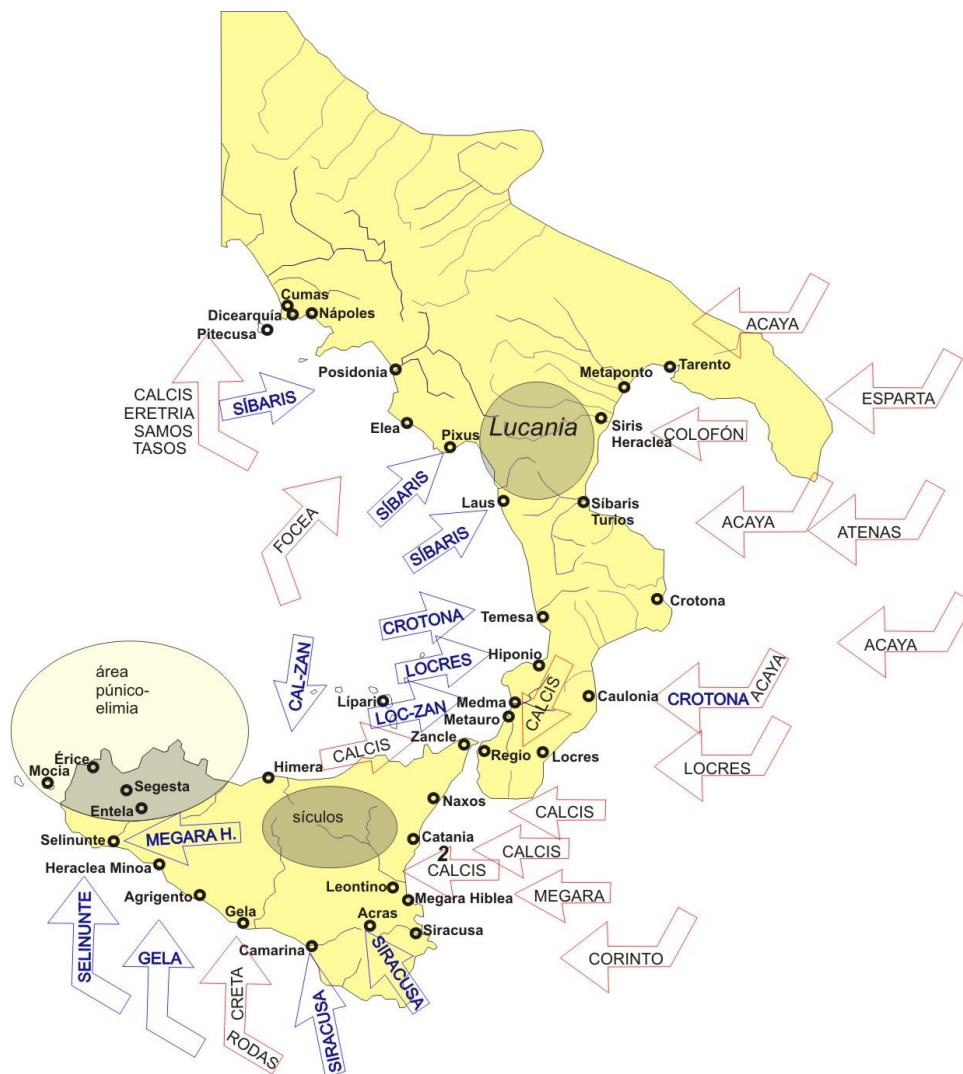 Cumas
Dicearquía
Nápoles
Pitecusa
ACAYA
Tarento
Metaponto
Posidonia
CALCIS
ERETRIA
SAMOS
TASOS
SÍBARIS
ESPARTA
Lucania
Siris
Heraclea
COLOFÓN
Elea
Pixus
SÍBARIS
Laus
Síbaris
Turios
ACAYA
ATENAS
FOCEA
SÍBARIS
Crotona
Temesa
CROTONA
ACAYA
Hiponio
LOCRES
CALCIS
Caulonia
CROTONA
ACAYA
área
púnico-
elimia
CAL-ZAN
Lípari
LOC-ZAN
Medma
Metauro
Zancle
CALCIS
Regio
Locres
LOCRES
Érice
Mocia
Himera
Segesta
Entela
Naxos
sículos
CALCIS
Selinunte
MEGARA H.
Catania
2
CALCIS
CALCIS
Heraclea Minoa
Leontino
Megara Hiblea
MEGARA
Agrigento
Gela
Acras
Siracusa
Camarina
CORINTO
SELINUNTE
GELA
CRETA
RODAS
SIRACUSA
SIRACUSA